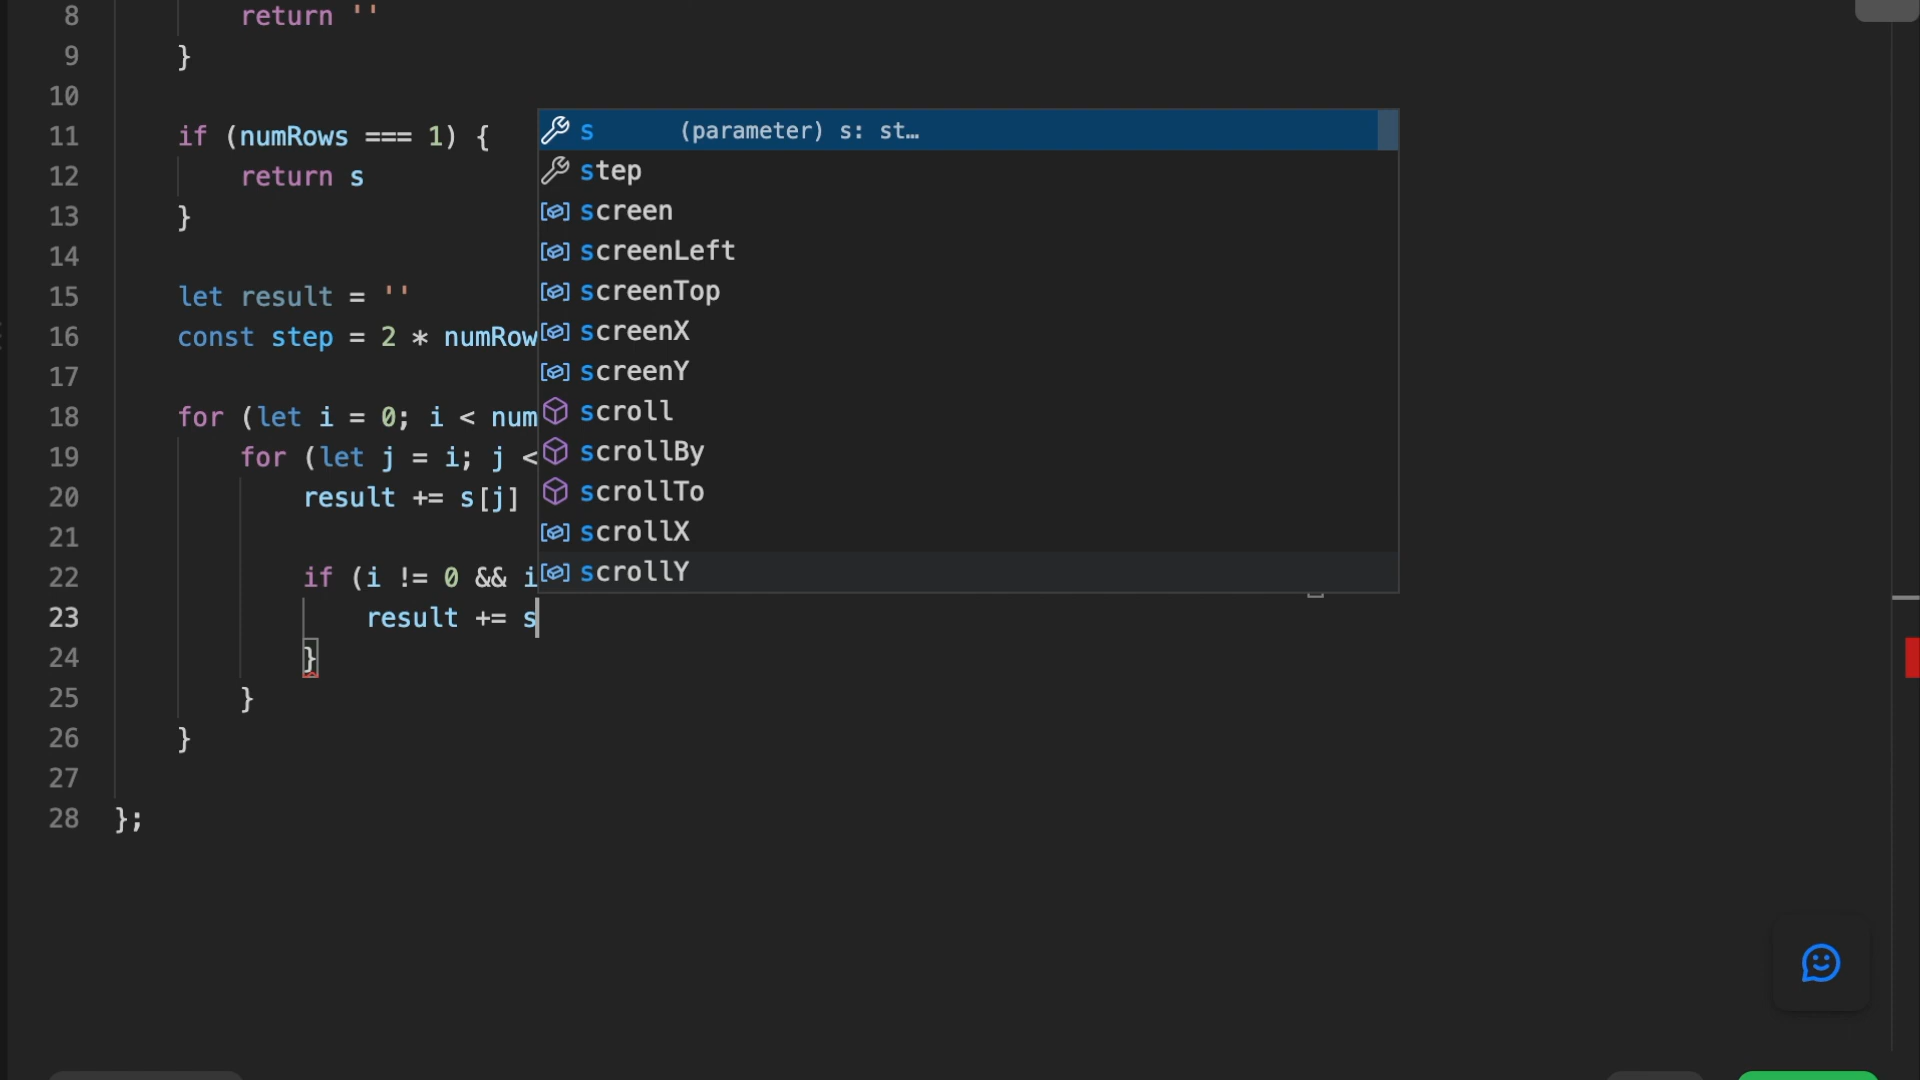 8 return ''
9 }
10
11 if (numRows === 1) {
12 return s
13 }
14
15 let result = ''
16 const step = 2 * numRow
17
18 for (let i = 0; i < num
19 for (let j = i; j <
20 result += s[j]
21
22 if (i != 0 && i
23 result += s
24 }
25 }
26 }
27
28 };
s (parameter) s: st…
step
screen
screenLeft
screenTop
screenX
screenY
scroll
scrollBy
scrollTo
scrollX
scrollY